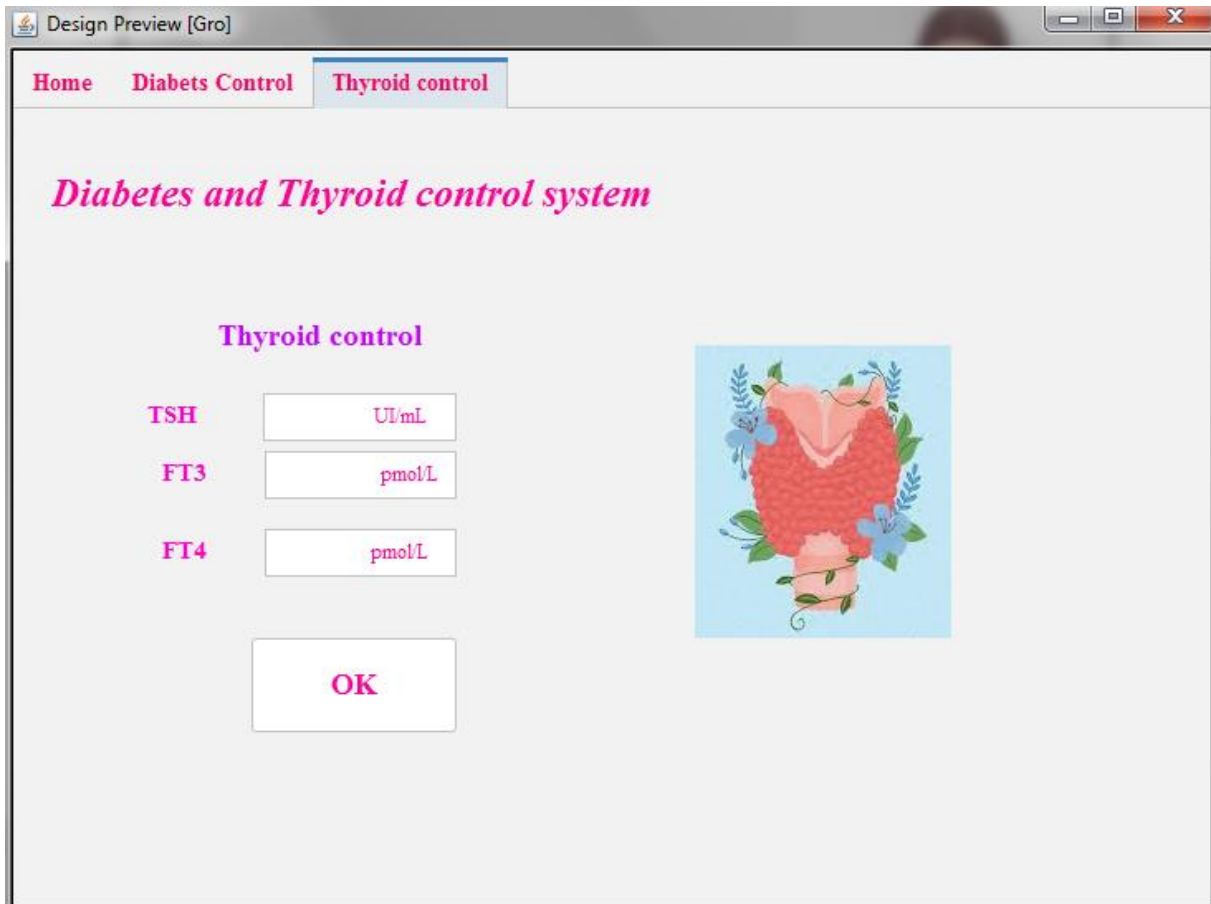 Design Preview [Gro]
Home Diabets Control Thyroid control
Diabetes and Thyroid control system
Thyroid control
TSH UI/mL
FT3 pmol/L
FT4 pmol/L
OK